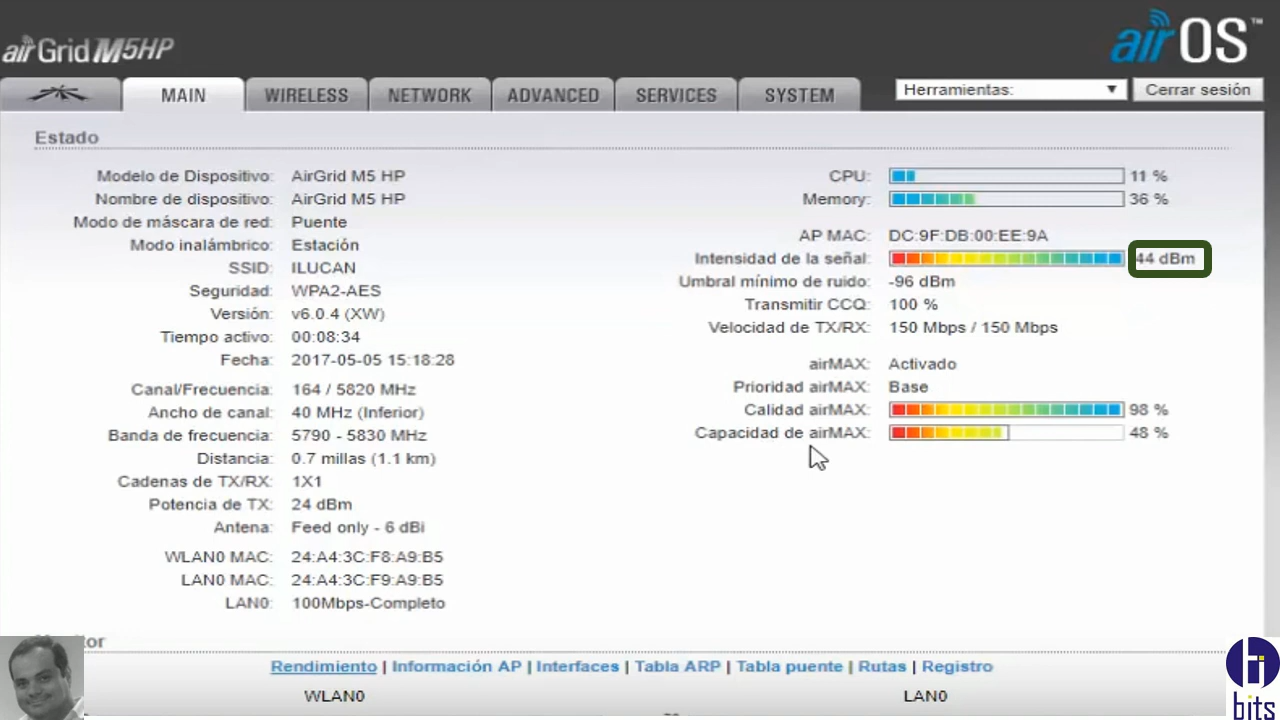 airGrid M5HP
airOS™
MAIN
WIRELESS
NETWORK
ADVANCED
SERVICES
SYSTEM
Herramientas:
Cerrar sesión
Estado
Modelo de Dispositivo: AirGrid M5 HP
Nombre de dispositivo: AirGrid M5 HP
Modo de máscara de red: Puente
Modo inalámbrico: Estación
SSID: ILUCAN
Seguridad: WPA2-AES
Versión: v6.0.4 (XW)
Tiempo activo: 00:08:34
Fecha: 2017-05-05 15:18:28
Canal/Frecuencia: 164 / 5820 MHz
Ancho de canal: 40 MHz (Inferior)
Banda de frecuencia: 5790 - 5830 MHz
Distancia: 0.7 millas (1.1 km)
Cadenas de TX/RX: 1X1
Potencia de TX: 24 dBm
Antena: Feed only - 6 dBi
WLAN0 MAC: 24:A4:3C:F8:A9:B5
LAN0 MAC: 24:A4:3C:F9:A9:B5
LAN0: 100Mbps-Completo
CPU: 11 %
Memory: 36 %
AP MAC: DC:9F:DB:00:EE:9A
Intensidad de la señal: 44 dBm
Umbral mínimo de ruido: -96 dBm
Transmitir CCQ: 100 %
Velocidad de TX/RX: 150 Mbps / 150 Mbps
airMAX: Activado
Prioridad airMAX: Base
Calidad airMAX: 98 %
Capacidad de airMAX: 48 %
Rendimiento | Información AP | Interfaces | Tabla ARP | Tabla puente | Rutas | Registro
WLAN0
LAN0
bits